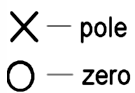 X — pole
O — zero